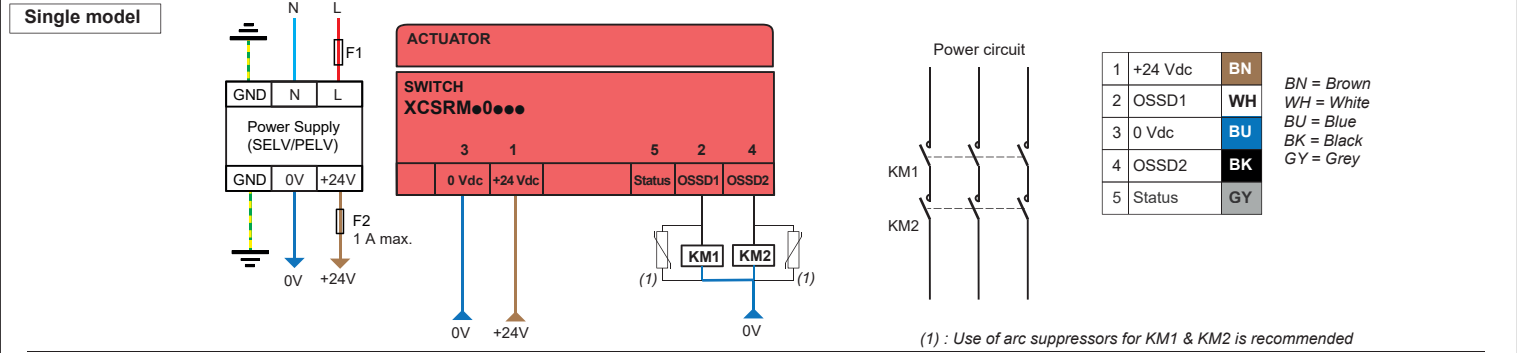 Single model
N L
F1
GND N L
Power Supply
(SELV/PELV)
GND 0V +24V
F2
1 A max.
0V +24V
ACTUATOR
SWITCH
XCSRM●0●●●
3 1 5 2 4
0 Vdc +24 Vdc Status OSSD1 OSSD2
KM1 KM2
(1) (1)
0V +24V 0V
Power circuit
KM1
KM2
1 +24 Vdc BN
2 OSSD1 WH
3 0 Vdc BU
4 OSSD2 BK
5 Status GY
BN = Brown
WH = White
BU = Blue
BK = Black
GY = Grey
(1) : Use of arc suppressors for KM1 & KM2 is recommended